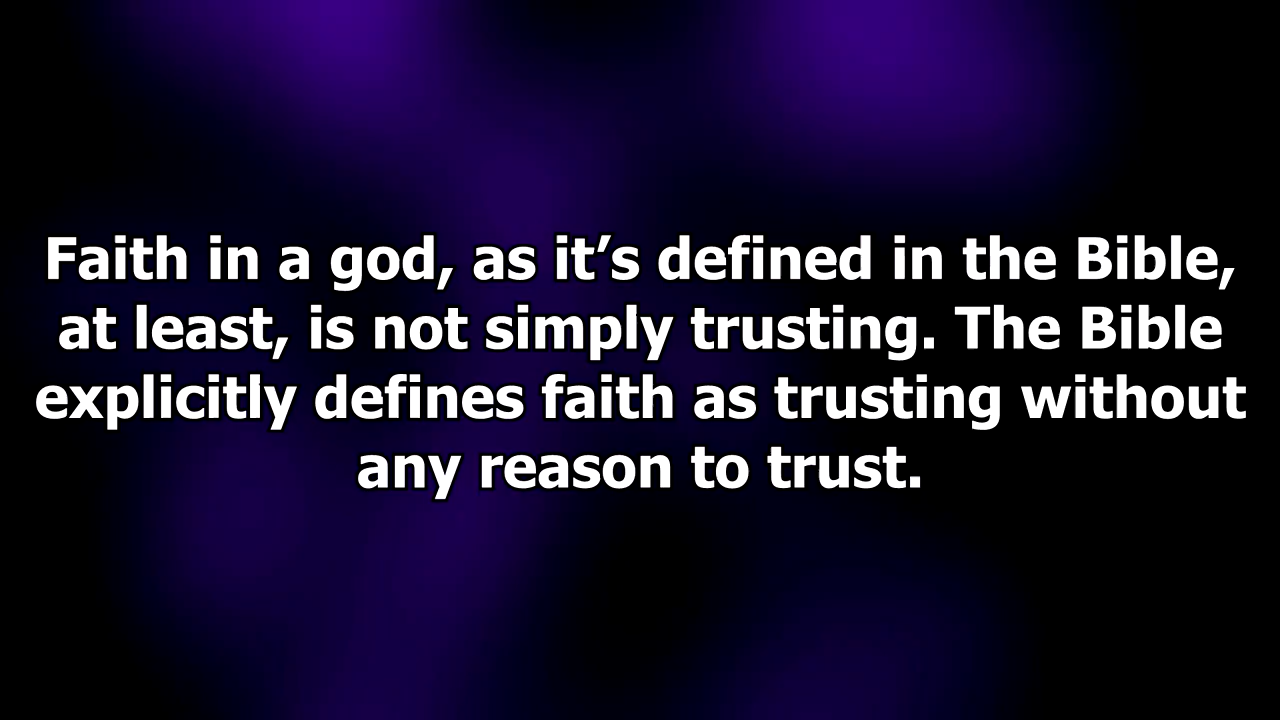 Faith in a god, as it’s defined in the Bible,
at least, is not simply trusting. The Bible
explicitly defines faith as trusting without
any reason to trust.